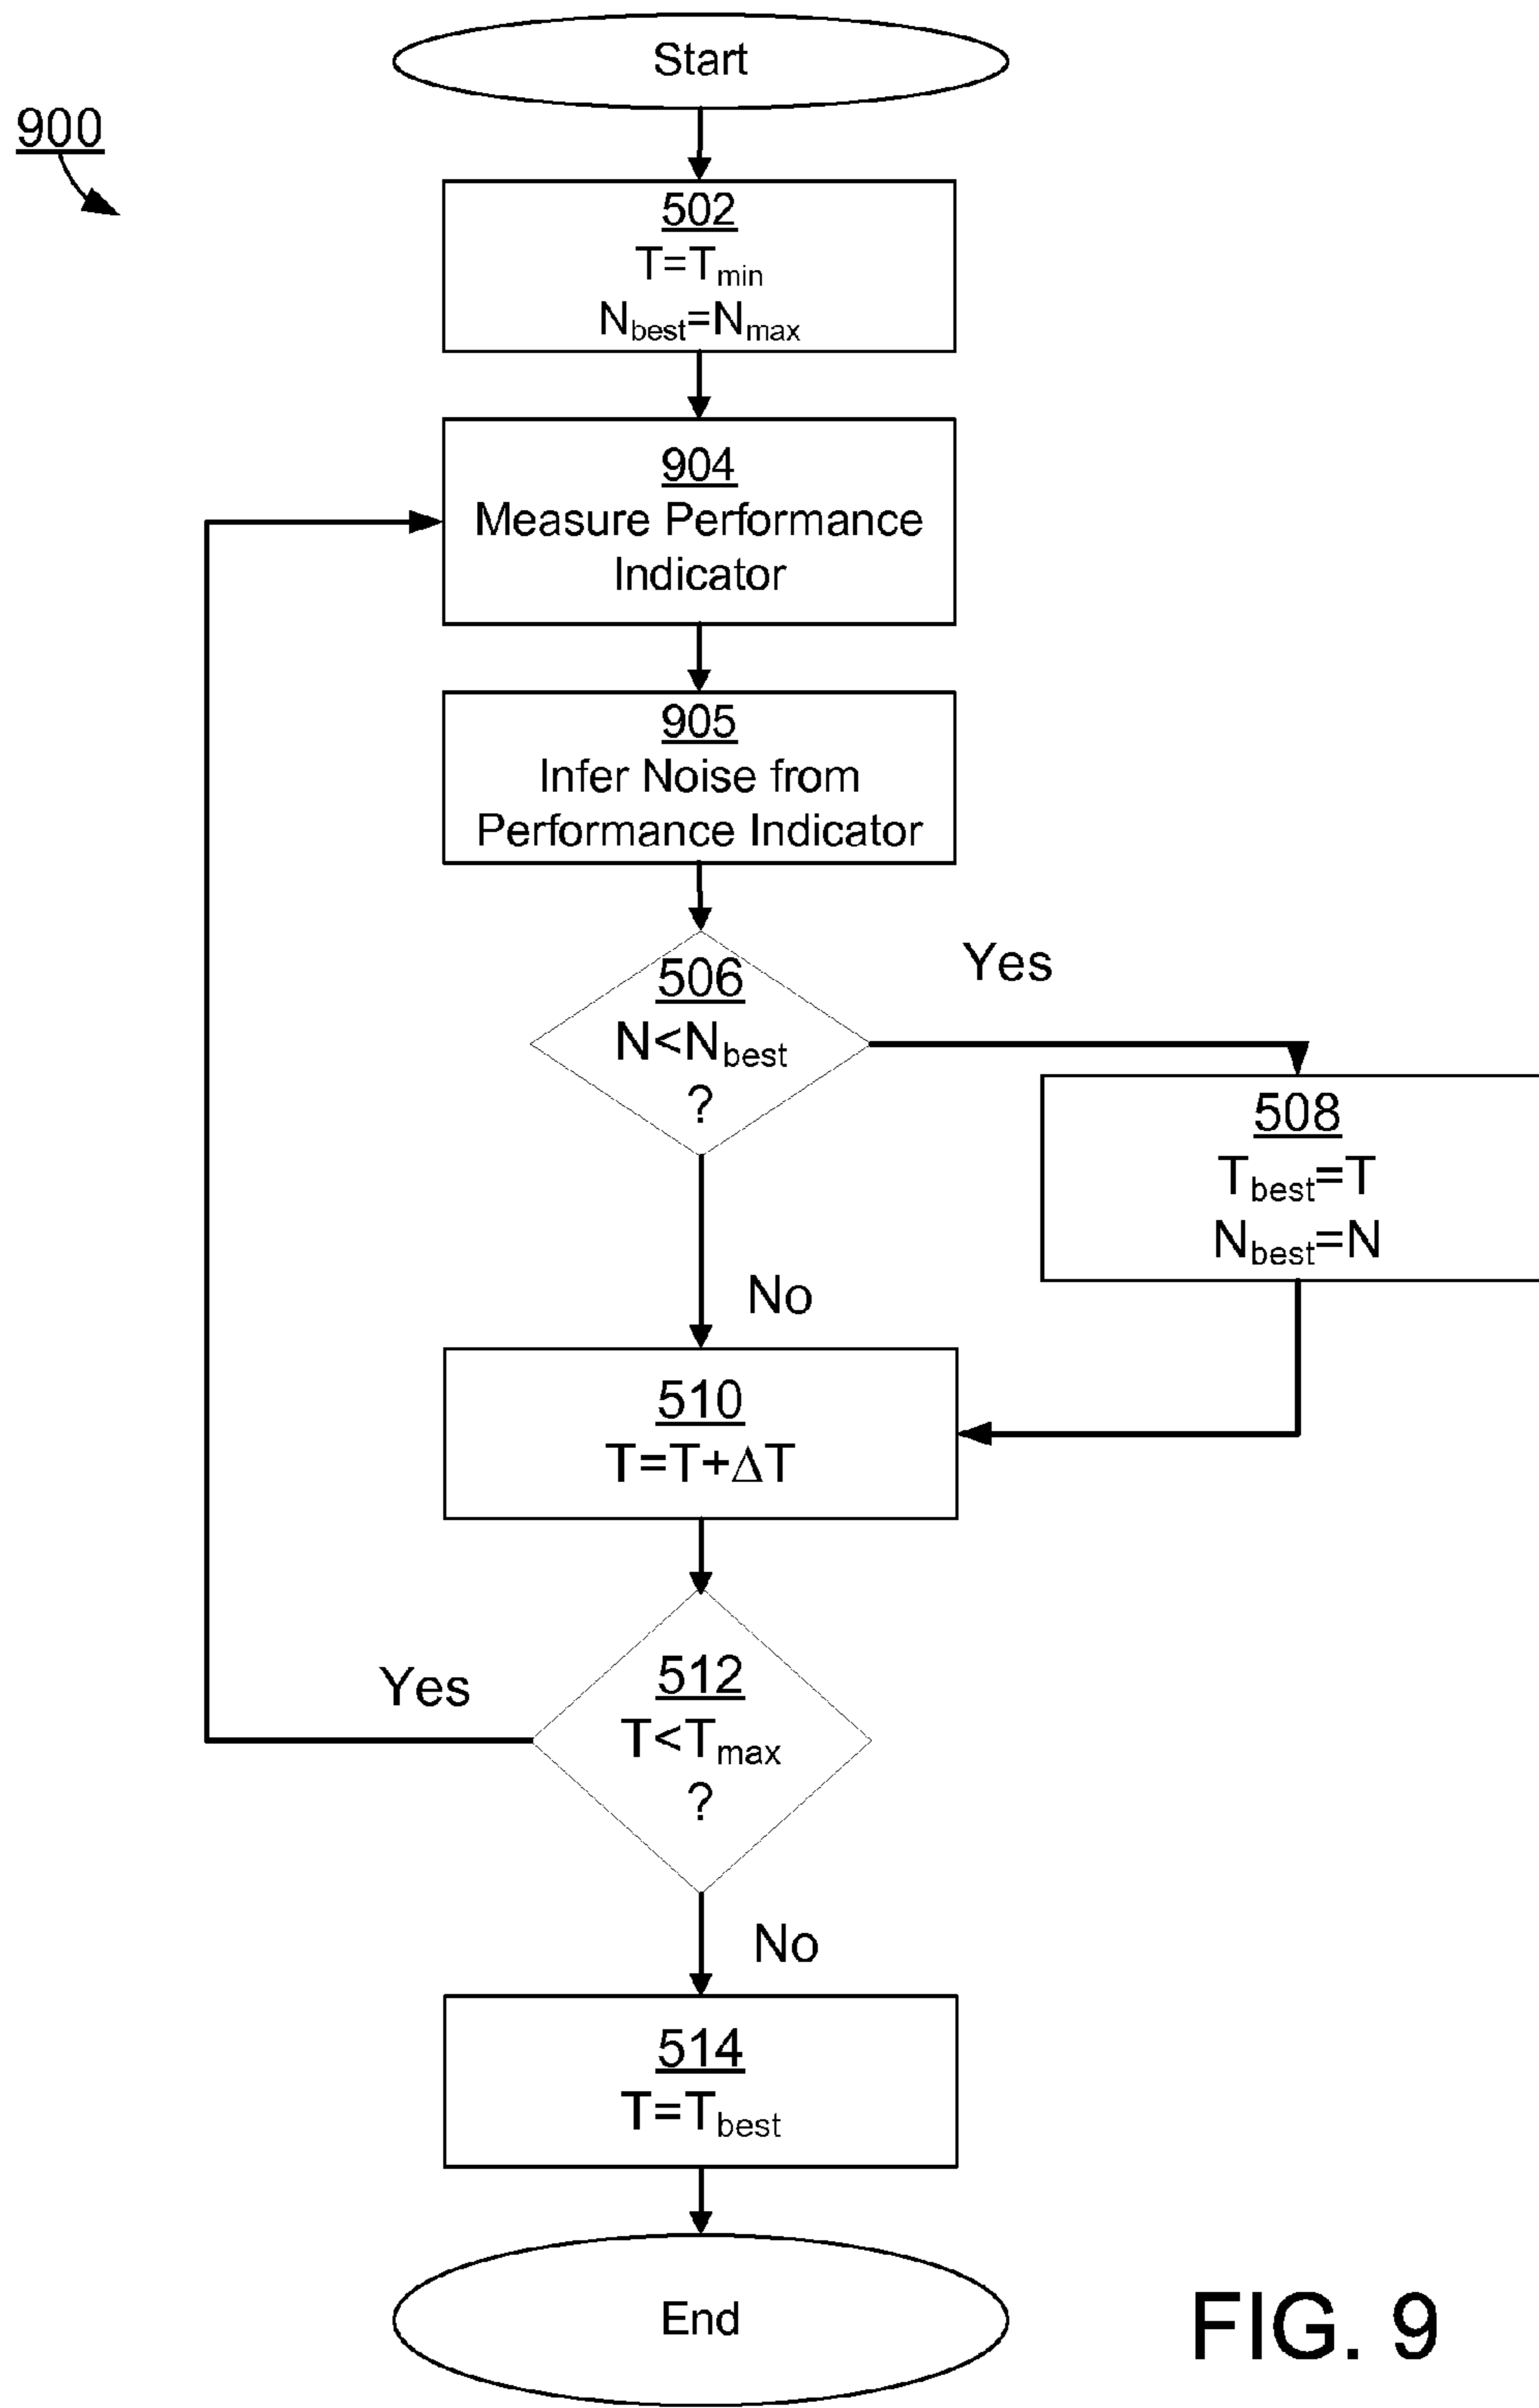 Start
900
502
T=Tmin
Nbest=Nmax
904
Measure Performance
Indicator
905
Infer Noise from
Performance Indicator
506
N<Nbest
?
Yes
508
Tbest=T
Nbest=N
No
510
T=T+ΔT
512
T<Tmax
?
Yes
No
514
T=Tbest
End
FIG. 9